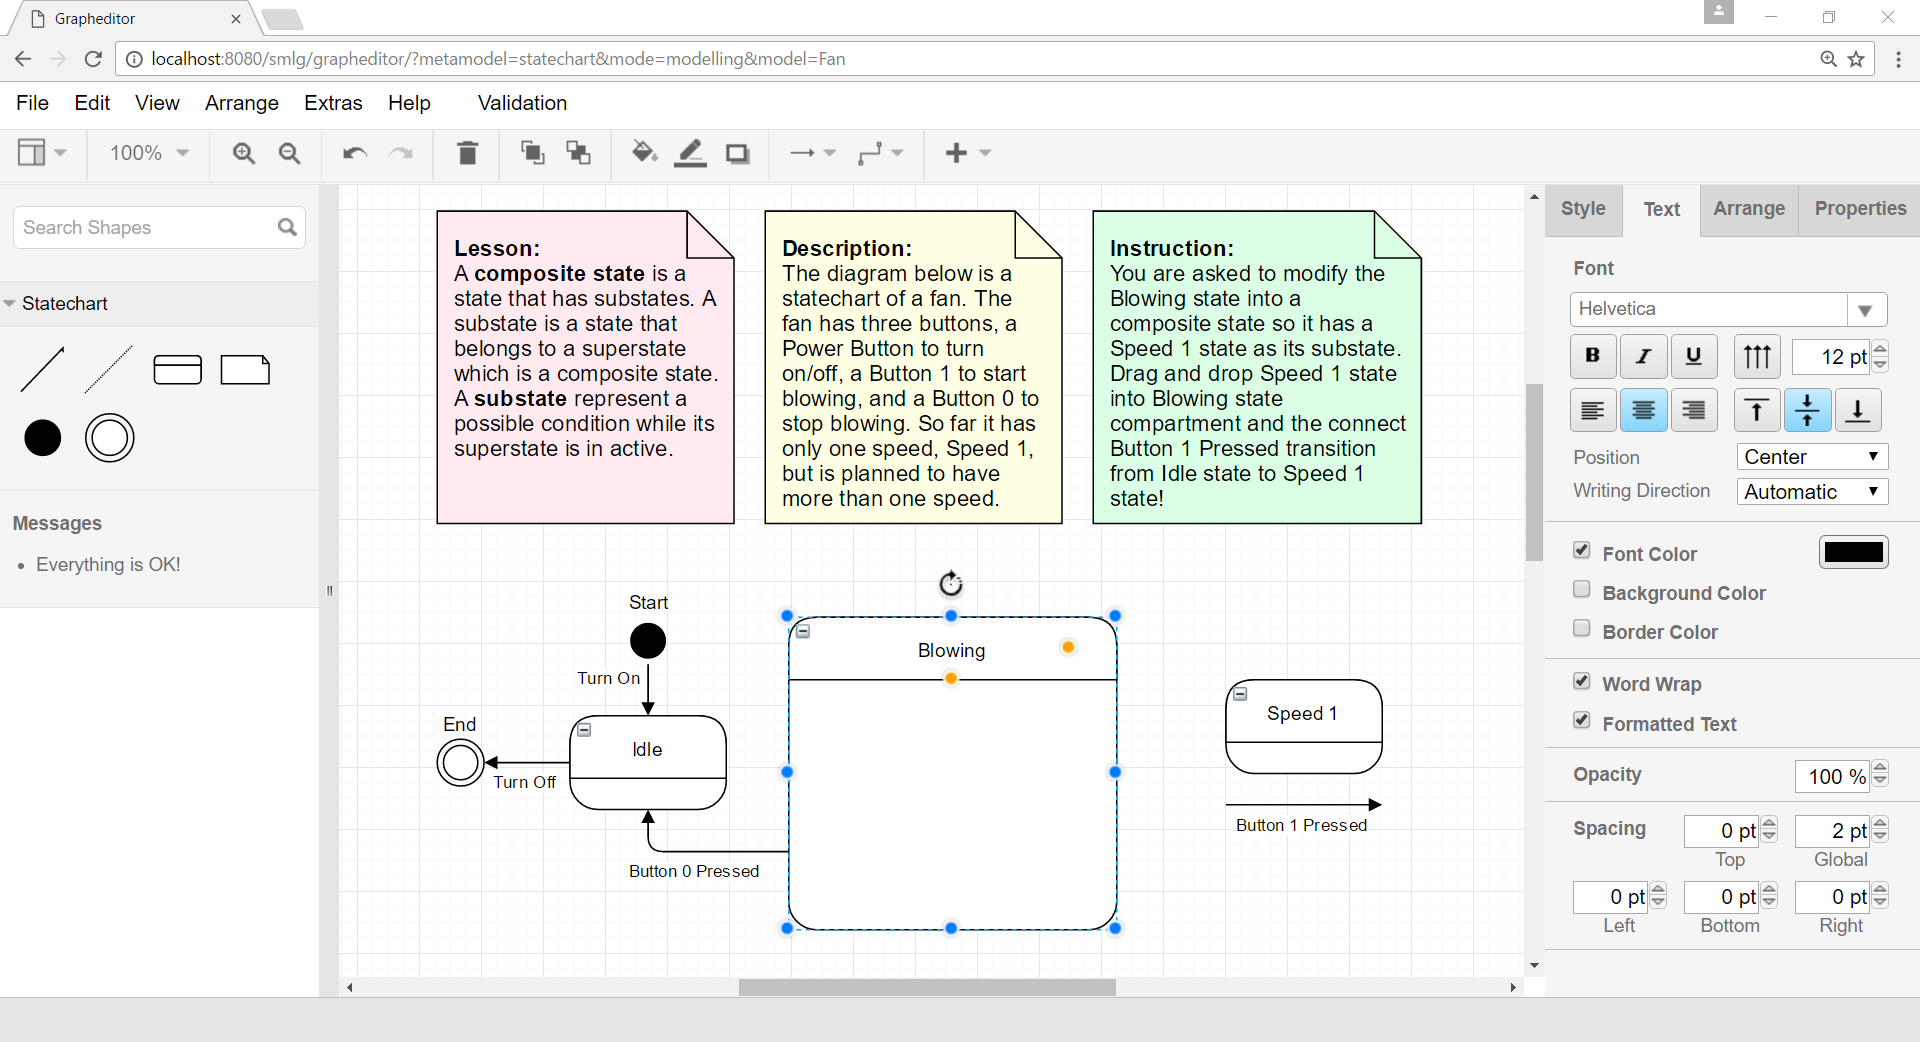 Grapheditor
localhost:8080/smlg/grapheditor/?metamodel=statechart&mode=modelling&model=Fan
File Edit View Arrange Extras Help Validation
100%
Search Shapes
Statechart
Messages
Everything is OK!
Lesson:
A composite state is a
state that has substates. A
substate is a state that
belongs to a superstate
which is a composite state.
A substate represent a
possible condition while its
superstate is in active.
Description:
The diagram below is a
statechart of a fan. The
fan has three buttons, a
Power Button to turn
on/off, a Button 1 to start
blowing, and a Button 0 to
stop blowing. So far it has
only one speed, Speed 1,
but is planned to have
more than one speed.
Instruction:
You are asked to modify the
Blowing state into a
composite state so it has a
Speed 1 state as its substate.
Drag and drop Speed 1 state
into Blowing state
compartment and the connect
Button 1 Pressed transition
from Idle state to Speed 1
state!
Start
Turn On
End
Idle
Turn Off
Button 0 Pressed
Blowing
Speed 1
Button 1 Pressed
Style Text Arrange Properties
Font
Helvetica
B I U 12 pt
Position Center
Writing Direction Automatic
Font Color
Background Color
Border Color
Word Wrap
Formatted Text
Opacity 100 %
Spacing 0 pt 2 pt
Top Global
0 pt 0 pt 0 pt
Left Bottom Right